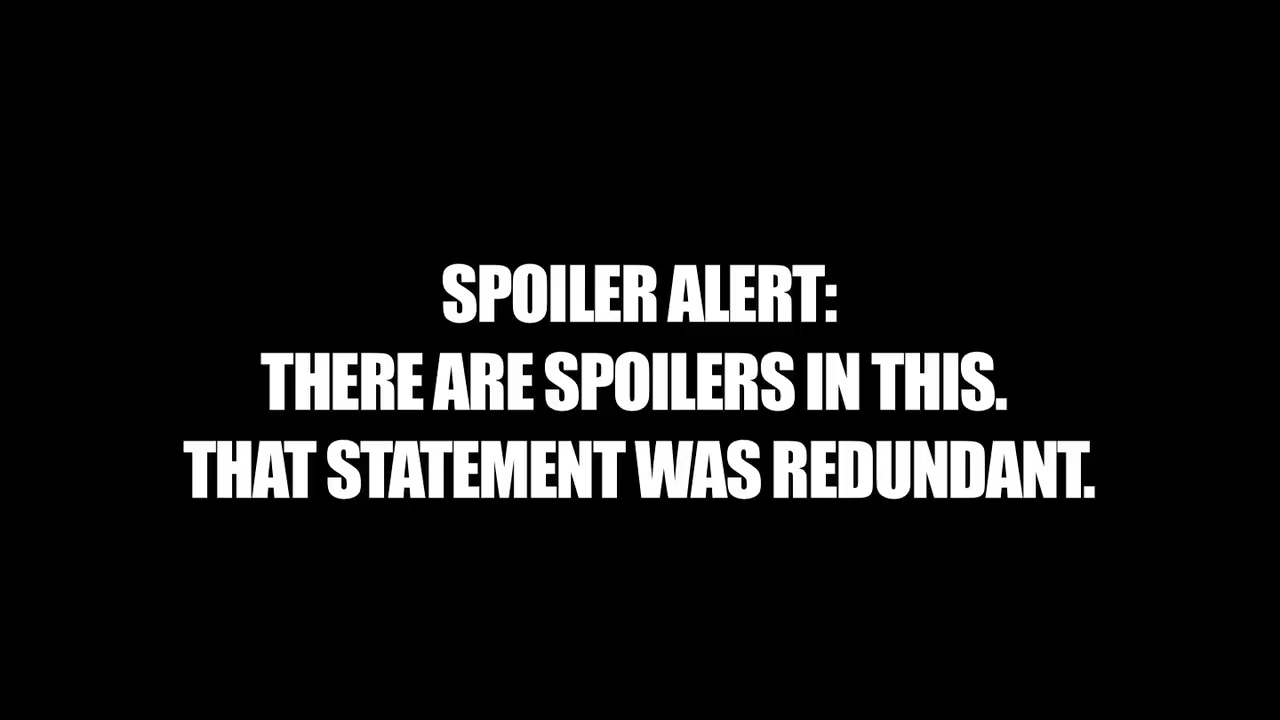 SPOILER ALERT:
THERE ARE SPOILERS IN THIS.
THAT STATEMENT WAS REDUNDANT.